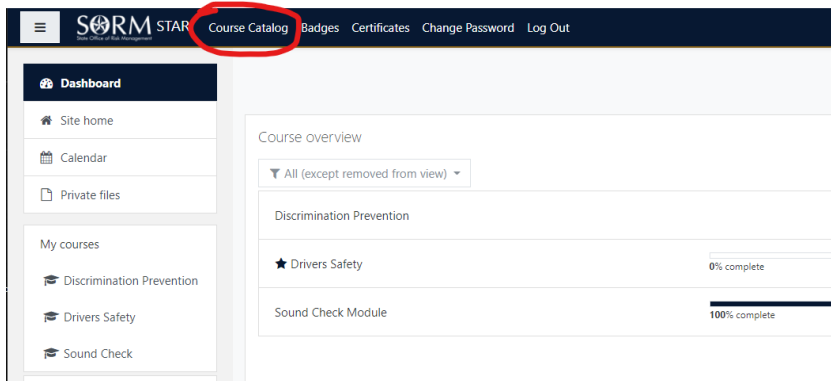 SORM STAR Course Catalog Badges Certificates Change Password Log Out
State Office of Risk Management
Dashboard
Site home
Calendar
Private files
My courses
Discrimination Prevention
Drivers Safety
Sound Check
Course overview
All (except removed from view)
Discrimination Prevention
Drivers Safety
0% complete
Sound Check Module
100% complete